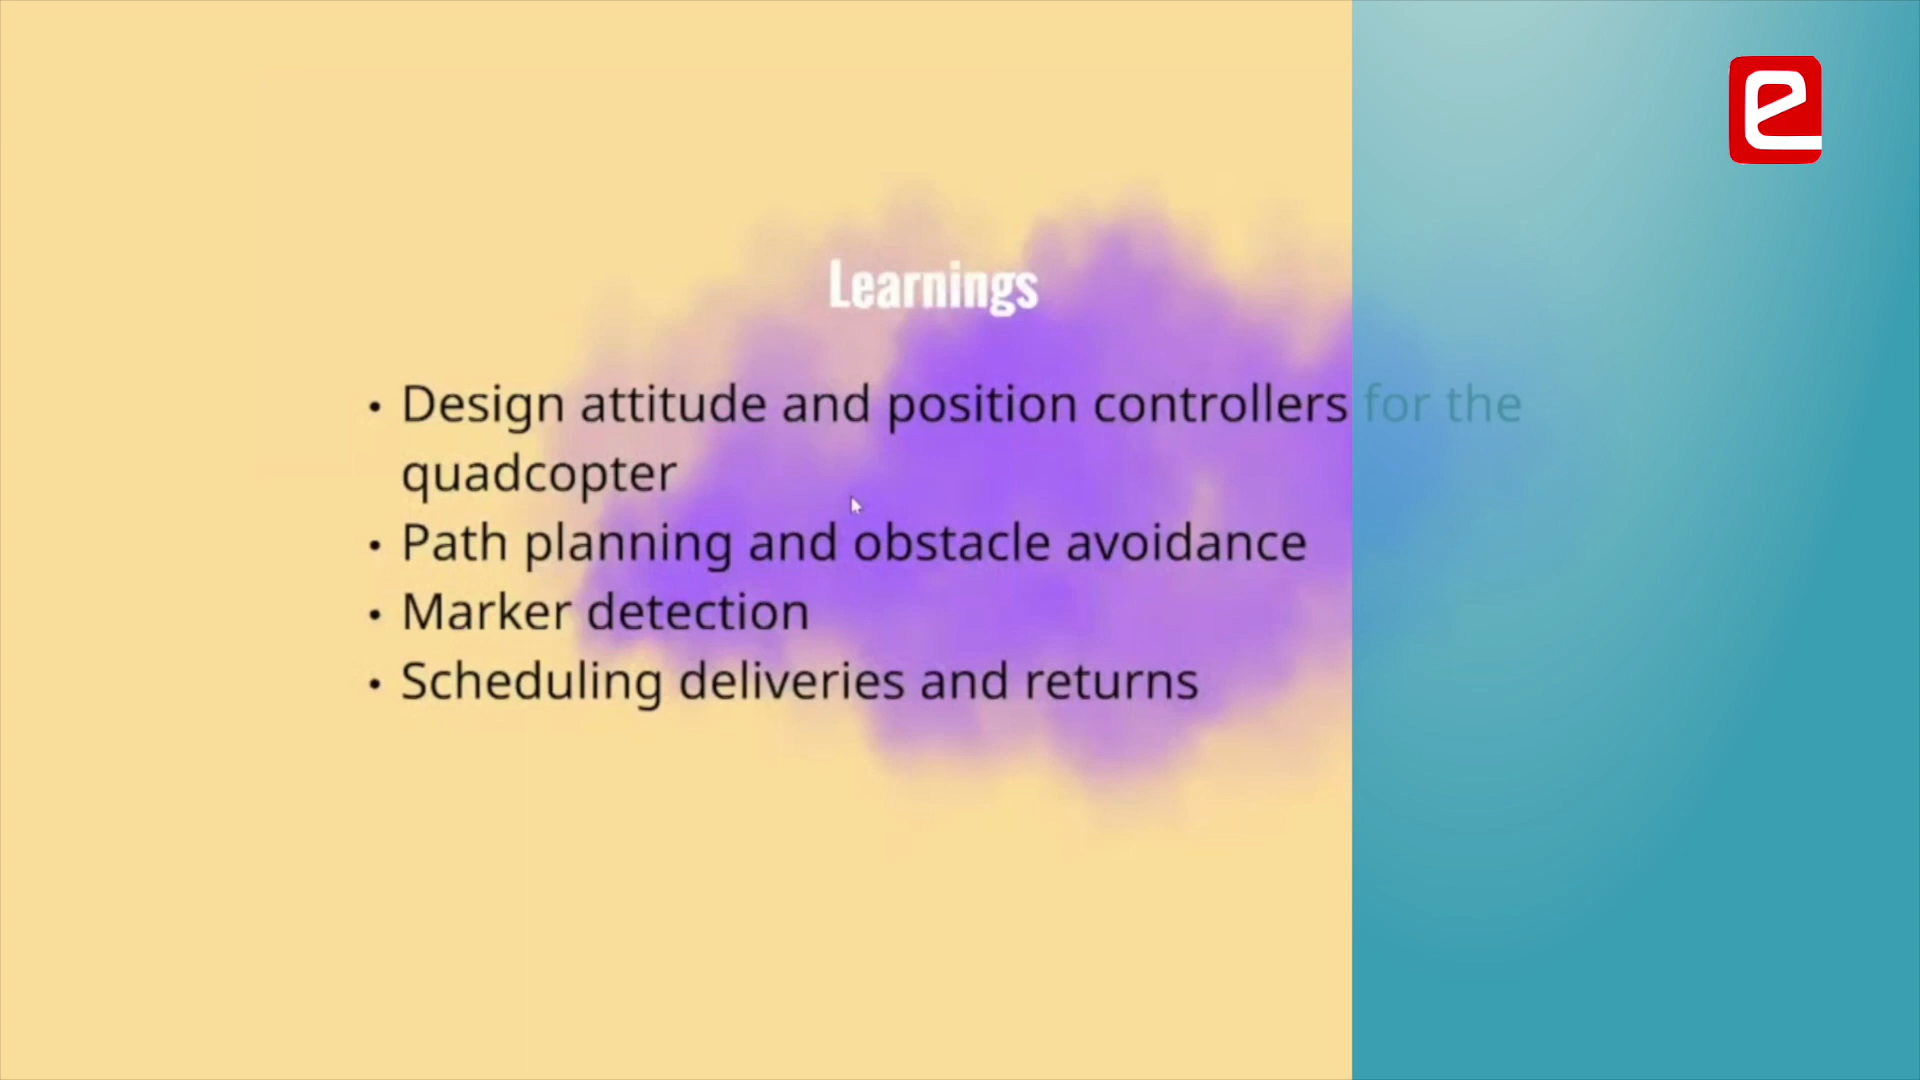 Learnings
• Design attitude and position controllers for the
quadcopter
• Path planning and obstacle avoidance
• Marker detection
• Scheduling deliveries and returns
e